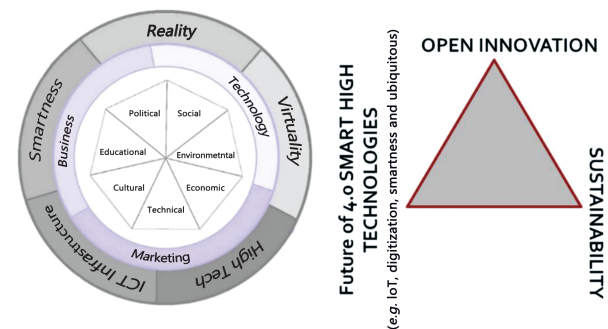 Reality
Smartness
Virtuality
ICT Infrastructure
High Tech
Business
Technology
Marketing
Political
Social
Educational
Environmetntal
Cultural
Economic
Technical
OPEN INNOVATION
Future of 4.0 SMART HIGH
TECHNOLOGIES
(e.g. IoT, digitization, smartness and ubiquitous)
SUSTAINABILITY